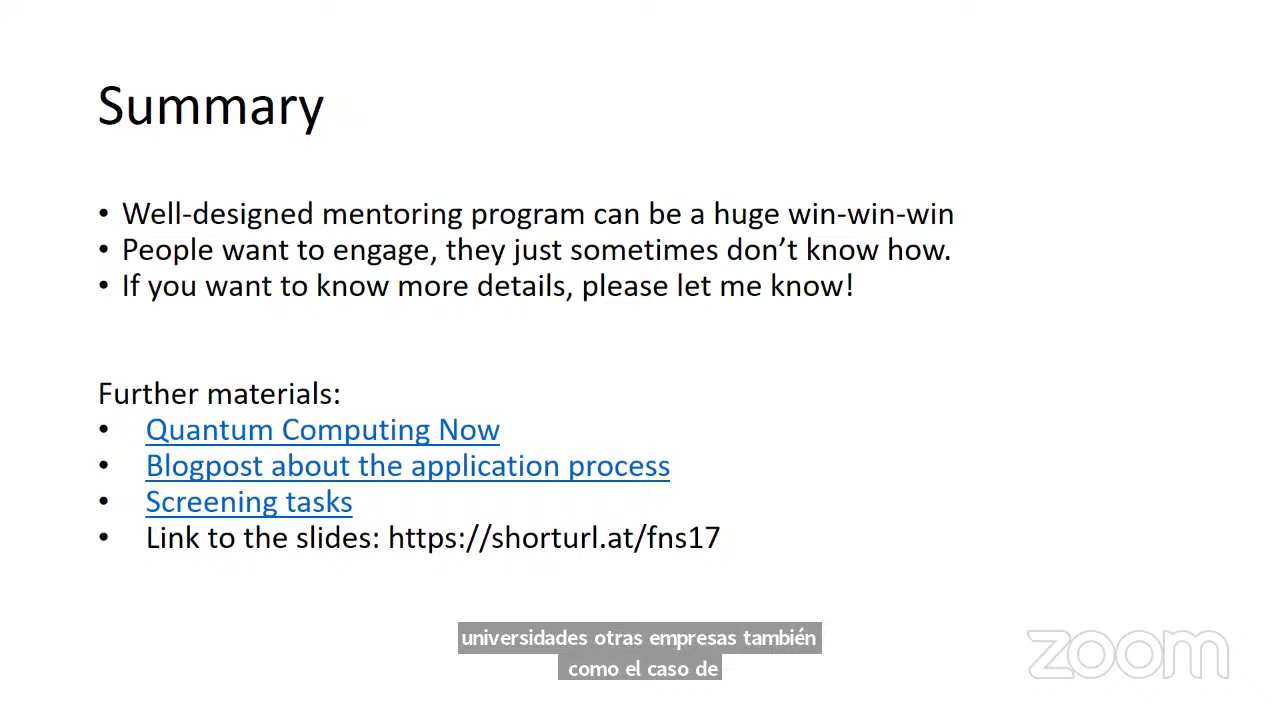 Summary
• Well-designed mentoring program can be a huge win-win-win
• People want to engage, they just sometimes don’t know how.
• If you want to know more details, please let me know!
Further materials:
• Quantum Computing Now
• Blogpost about the application process
• Screening tasks
• Link to the slides: https://shorturl.at/fns17
universidades otras empresas también
como el caso de
zoom